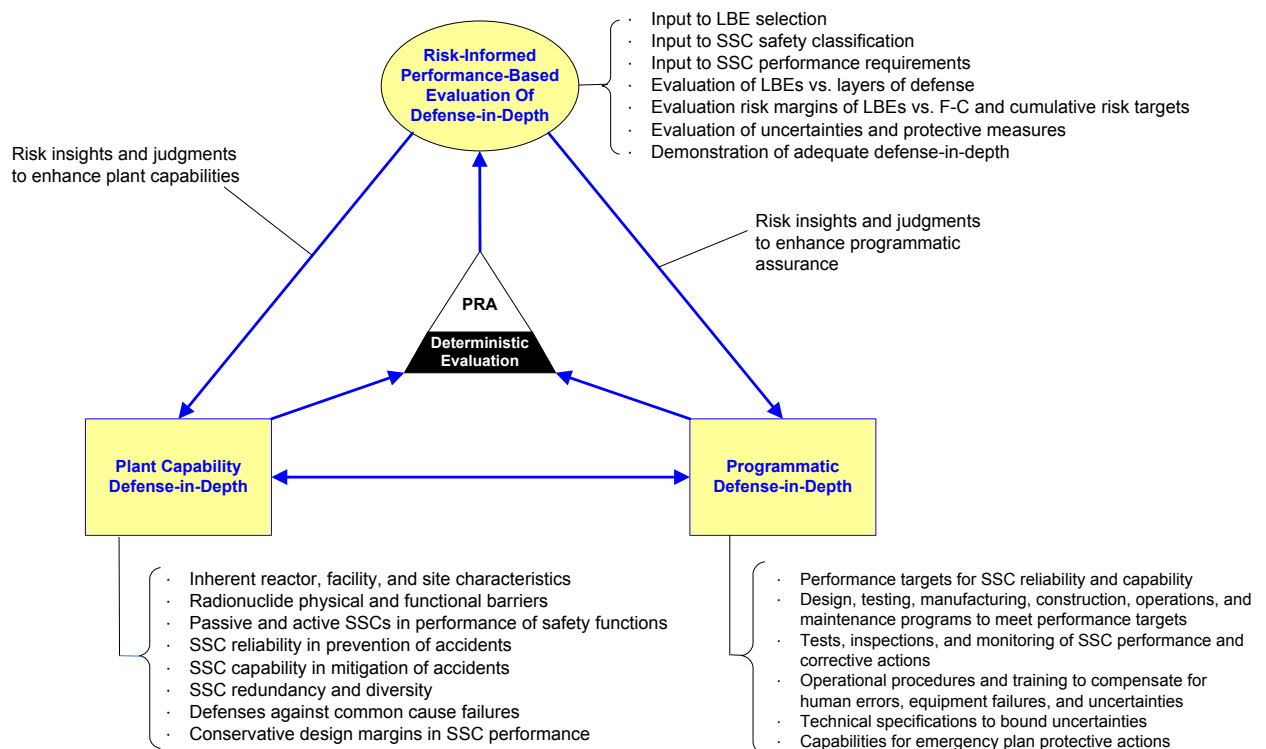 Risk-Informed
Performance-Based
Evaluation Of
Defense-in-Depth
· Input to LBE selection
· Input to SSC safety classification
· Input to SSC performance requirements
· Evaluation of LBEs vs. layers of defense
· Evaluation risk margins of LBEs vs. F-C and cumulative risk targets
· Evaluation of uncertainties and protective measures
· Demonstration of adequate defense-in-depth
Risk insights and judgments
to enhance plant capabilities
Risk insights and judgments
to enhance programmatic
assurance
PRA
Deterministic
Evaluation
Plant Capability
Defense-in-Depth
Programmatic
Defense-in-Depth
· Inherent reactor, facility, and site characteristics
· Radionuclide physical and functional barriers
· Passive and active SSCs in performance of safety functions
· SSC reliability in prevention of accidents
· SSC capability in mitigation of accidents
· SSC redundancy and diversity
· Defenses against common cause failures
· Conservative design margins in SSC performance
· Performance targets for SSC reliability and capability
· Design, testing, manufacturing, construction, operations, and
maintenance programs to meet performance targets
· Tests, inspections, and monitoring of SSC performance and
corrective actions
· Operational procedures and training to compensate for
human errors, equipment failures, and uncertainties
· Technical specifications to bound uncertainties
· Capabilities for emergency plan protective actions